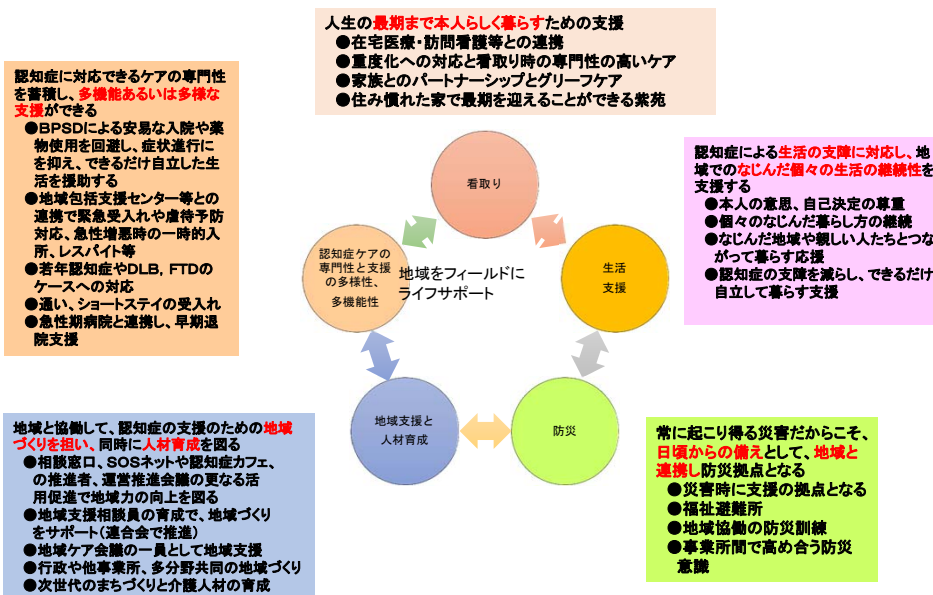 人生の最期まで本人らしく暮らすための支援
●在宅医療・訪問看護等との連携
●重度化への対応と看取り時の専門性の高いケア
●家族とのパートナーシップとグリーフケア
●住み慣れた家で最期を迎えることができる紫苑
認知症に対応できるケアの専門性
を蓄積し、多機能あるいは多様な
支援ができる
●BPSDによる安易な入院や薬
物使用を回避し、症状進行に
を抑え、できるだけ自立した生
活を援助する
●地域包括支援センター等との
連携で緊急受入れや虐待予防
対応、急性増悪時の一時的入
所、レスパイト等
●若年認知症やDLB，FTDの
ケースへの対応
●通い、ショートステイの受入れ
●急性期病院と連携し、早期退
院支援
認知症による生活の支障に対応し、地
域でのなじんだ個々の生活の継続性を
支援する
●本人の意思、自己決定の尊重
●個々のなじんだ暮らし方の継続
●なじんだ地域や親しい人たちとつな
がって暮らす応援
●認知症の支障を減らし、できるだけ
自立して暮らす支援
看取り
認知症ケアの
専門性と支援
の多様性、
多機能性
地域をフィールドに
ライフサポート
生活
支援
地域支援と
人材育成
防災
地域と協働して、認知症の支援のための地域
づくりを担い、同時に人材育成を図る
●相談窓口、SOSネットや認知症カフェ、
の推進者、運営推進会議の更なる活
用促進で地域力の向上を図る
●地域支援相談員の育成で、地域づくり
をサポート（連合会で推進）
●地域ケア会議の一員として地域支援
●行政や他事業所、多分野共同の地域づくり
●次世代のまちづくりと介護人材の育成
常に起こり得る災害だからこそ、
日頃からの備えとして、地域と
連携し防災拠点となる
●災害時に支援の拠点となる
●福祉避難所
●地域協働の防災訓練
●事業所間で高め合う防災
意識